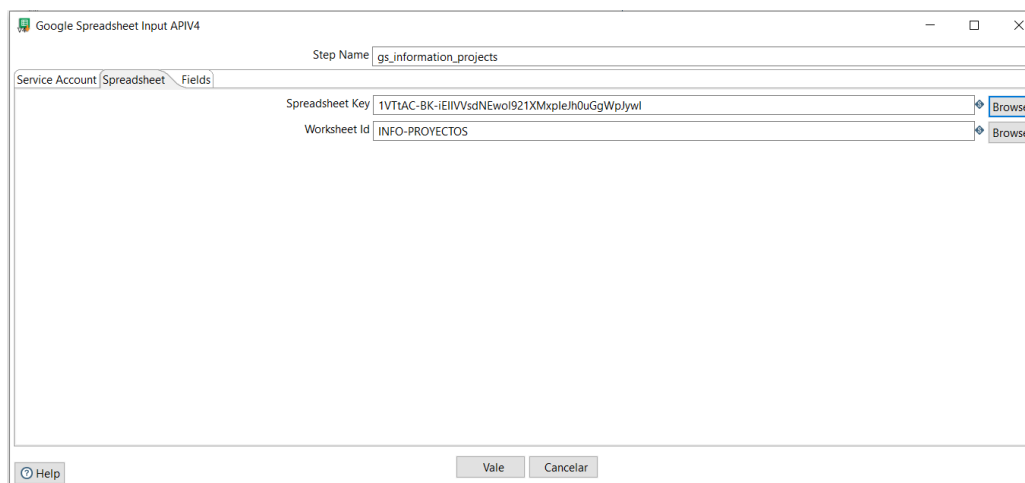 Google Spreadsheet Input APIV4
Step Name gs_information_projects
Service Account Spreadsheet Fields
Spreadsheet Key 1VTtAC-BK-iEIIVVsdNEwoI921XMxpIeJh0uGgWpJywI Browse
Worksheet Id INFO-PROYECTOS Browse
Help Vale Cancelar